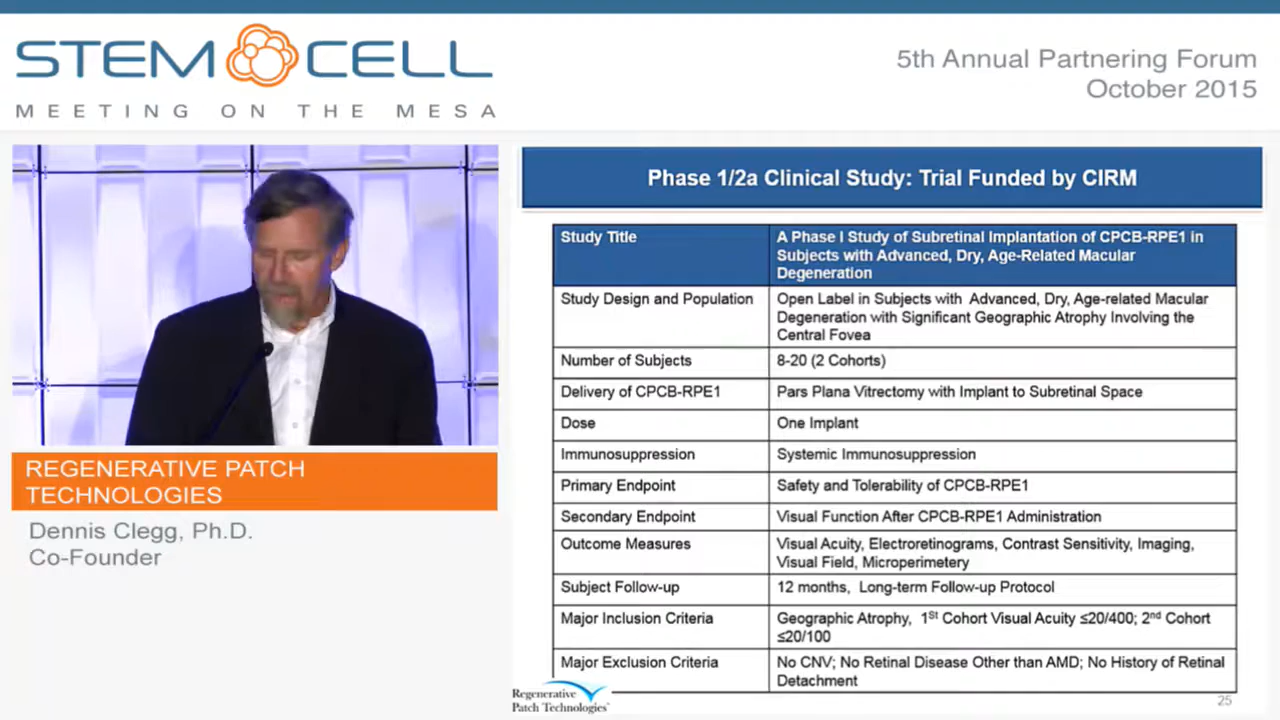 STEM CELL
MEETING ON THE MESA
5th Annual Partnering Forum
October 2015
REGENERATIVE PATCH
TECHNOLOGIES
Dennis Clegg, Ph.D.
Co-Founder
Phase 1/2a Clinical Study: Trial Funded by CIRM
Study Title
A Phase I Study of Subretinal Implantation of CPCB-RPE1 in
Subjects with Advanced, Dry, Age-Related Macular
Degeneration
Study Design and Population
Open Label in Subjects with Advanced, Dry, Age-related Macular
Degeneration with Significant Geographic Atrophy Involving the
Central Fovea
Number of Subjects
8-20 (2 Cohorts)
Delivery of CPCB-RPE1
Pars Plana Vitrectomy with Implant to Subretinal Space
Dose
One Implant
Immunosuppression
Systemic Immunosuppression
Primary Endpoint
Safety and Tolerability of CPCB-RPE1
Secondary Endpoint
Visual Function After CPCB-RPE1 Administration
Outcome Measures
Visual Acuity, Electroretinograms, Contrast Sensitivity, Imaging,
Visual Field, Microperimetry
Subject Follow-up
12 months, Long-term Follow-up Protocol
Major Inclusion Criteria
Geographic Atrophy, 1St Cohort Visual Acuity ≤20/400; 2nd Cohort
≤20/100
Major Exclusion Criteria
No CNV; No Retinal Disease Other than AMD; No History of Retinal
Detachment
Regenerative
Patch Technologies
25